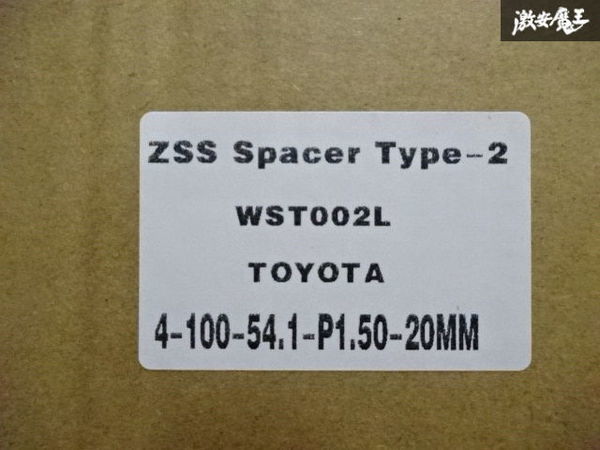 激安魔王
ZSS Spacer Type-2
WST002L
TOYOTA
4-100-54.1-P1.50-20MM